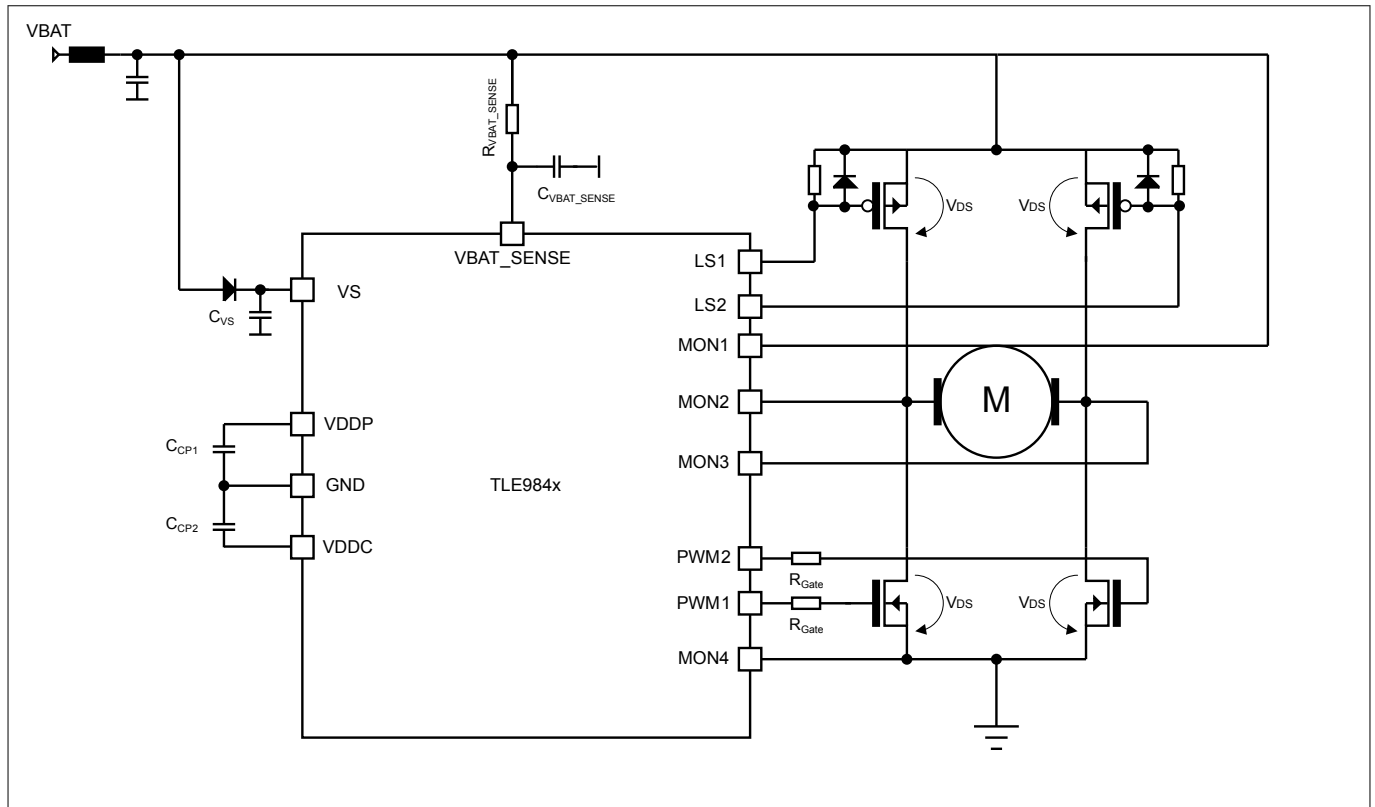 VBAT
RVBAT_SENSE
CVBAT_SENSE
VBAT_SENSE
VS
CVS
VDDP
CCP1
GND
CCP2
VDDC
TLE984x
LS1
LS2
MON1
MON2
MON3
PWM2
PWM1
MON4
VDS
VDS
M
RGate
RGate
VDS
VDS